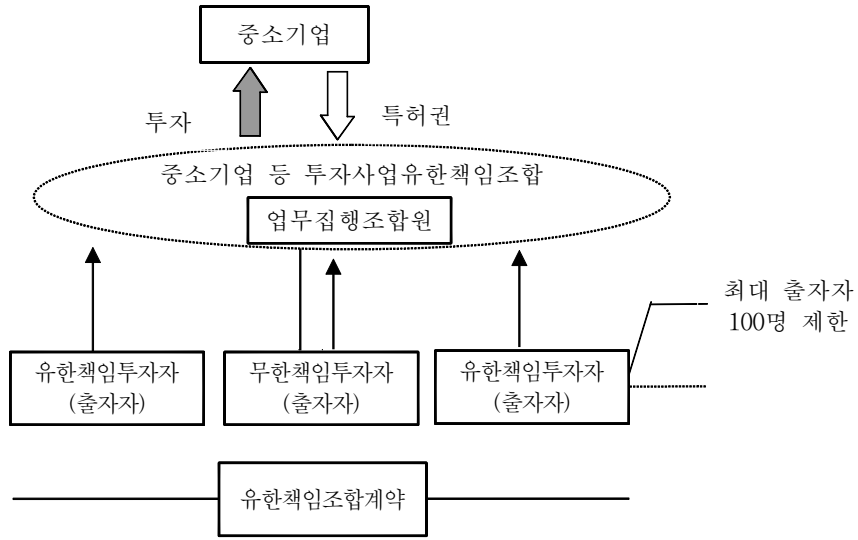 중소기업
투자
특허권
중소기업 등 투자사업유한책임조합
업무집행조합원
최대 출자자
100명 제한
유한책임투자자
(출자자)
무한책임투자자
(출자자)
유한책임투자자
(출자자)
유한책임조합계약